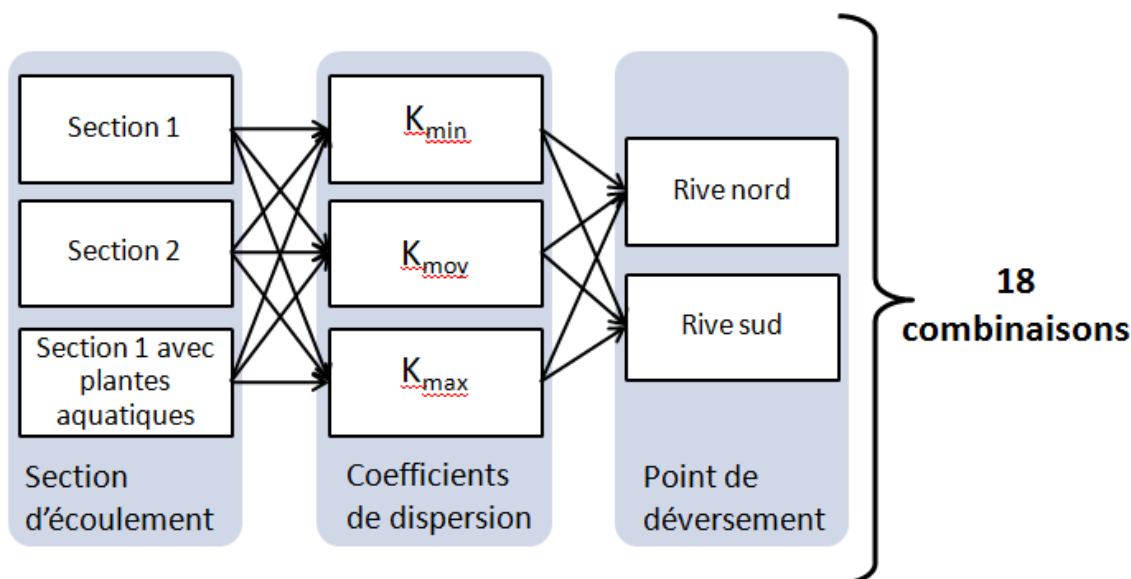 Section 1
Section 2
Section 1 avec
plantes
aquatiques
Section
d'écoulement
Kmin
Kmoy
Kmax
Coefficients
de dispersion
Rive nord
Rive sud
Point de
déversement
18
combinaisons